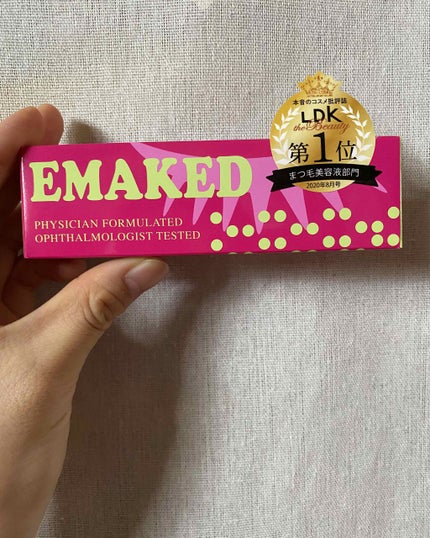 EMAKED
PHYSICIAN FORMULATED
OPHTHALMOLOGIST TESTED
本音のコスメ批評誌
LDK
the Beauty
第1位
まつ毛美容液部門
2020年8月号